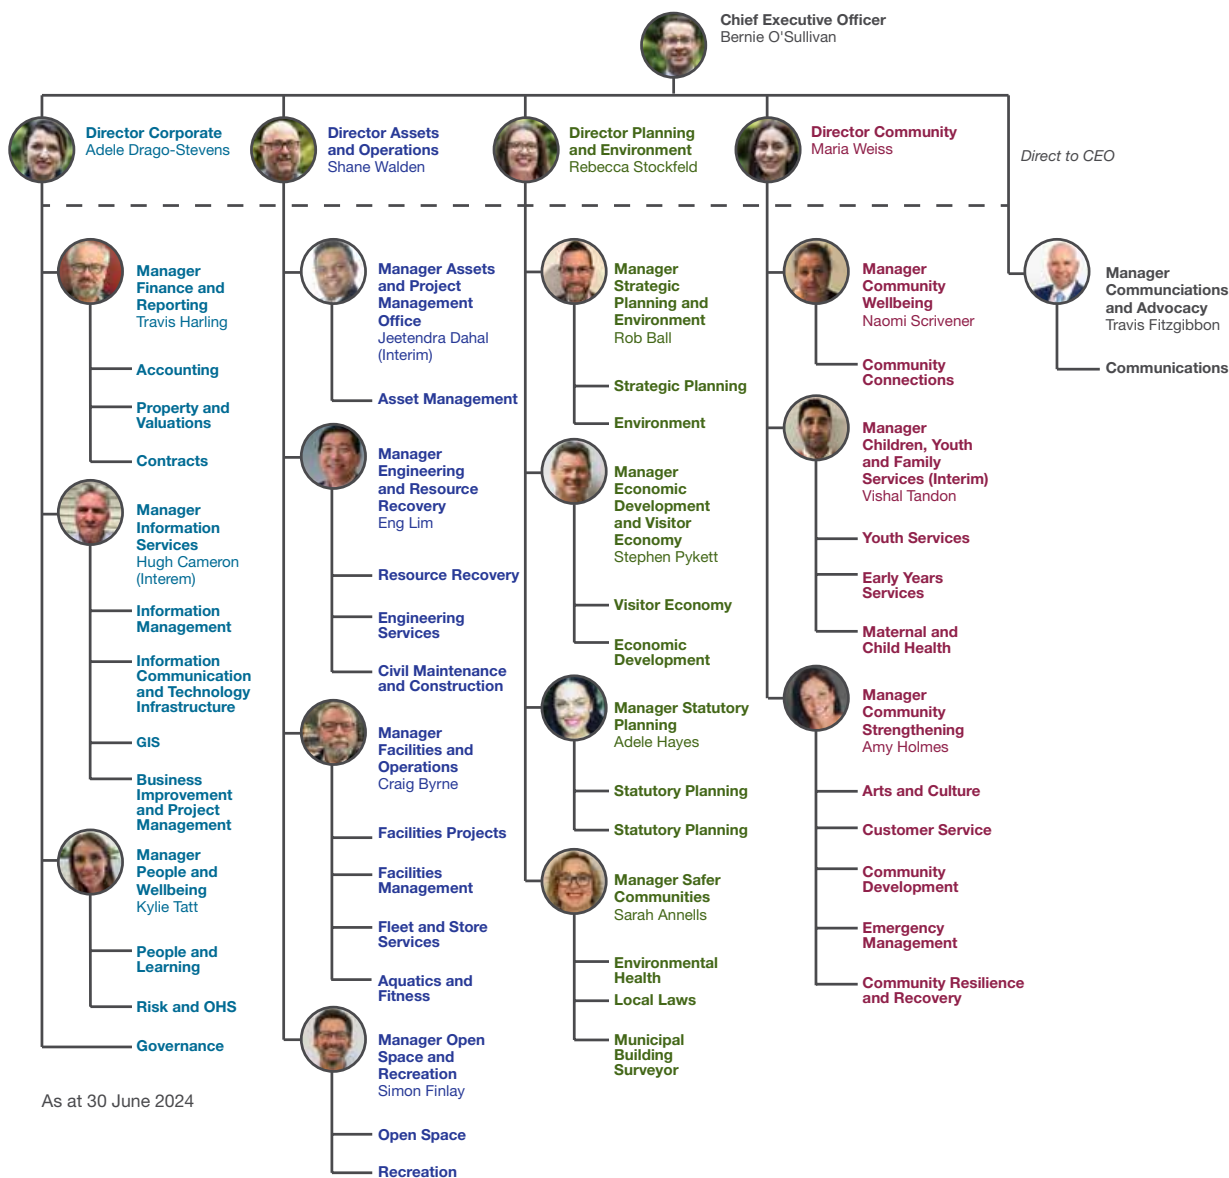 Chief Executive Officer
Bernie O'Sullivan
Director Corporate
Adele Drago-Stevens
Director Assets
and Operations
Shane Walden
Director Planning
and Environment
Rebecca Stockfeld
Director Community
Maria Weiss
Direct to CEO
Manager
Finance and
Reporting
Travis Harling
Accounting
Property and
Valuations
Contracts
Manager
Information
Services
Hugh Cameron
(Interem)
Information
Management
Information
Communication
and Technology
Infrastructure
GIS
Business
Improvement
and Project
Management
Manager
People and
Wellbeing
Kylie Tatt
People and
Learning
Risk and OHS
Governance
Manager Assets
and Project
Management
Office
Jeetendra Dahal
(Interim)
Asset Management
Manager
Engineering
and Resource
Recovery
Eng Lim
Resource Recovery
Engineering
Services
Civil Maintenance
and Construction
Manager
Facilities and
Operations
Craig Byrne
Facilities Projects
Facilities
Management
Fleet and Store
Services
Aquatics and
Fitness
Manager Open
Space and
Recreation
Simon Finlay
Open Space
Recreation
Manager
Strategic
Planning and
Environment
Rob Ball
Strategic Planning
Environment
Manager
Economic
Development
and Visitor
Economy
Stephen Pykett
Visitor Economy
Economic
Development
Manager Statutory
Planning
Adele Hayes
Statutory Planning
Statutory Planning
Manager Safer
Communities
Sarah Annells
Environmental
Health
Local Laws
Municipal
Building
Surveyor
Manager
Community
Wellbeing
Naomi Scrivener
Community
Connections
Manager
Children, Youth
and Family
Services (Interim)
Vishal Tandon
Youth Services
Early Years
Services
Maternal and
Child Health
Manager
Community
Strengthening
Amy Holmes
Arts and Culture
Customer Service
Community
Development
Emergency
Management
Community Resilience
and Recovery
Manager
Communciations
and Advocacy
Travis Fitzgibbon
Communications
As at 30 June 2024